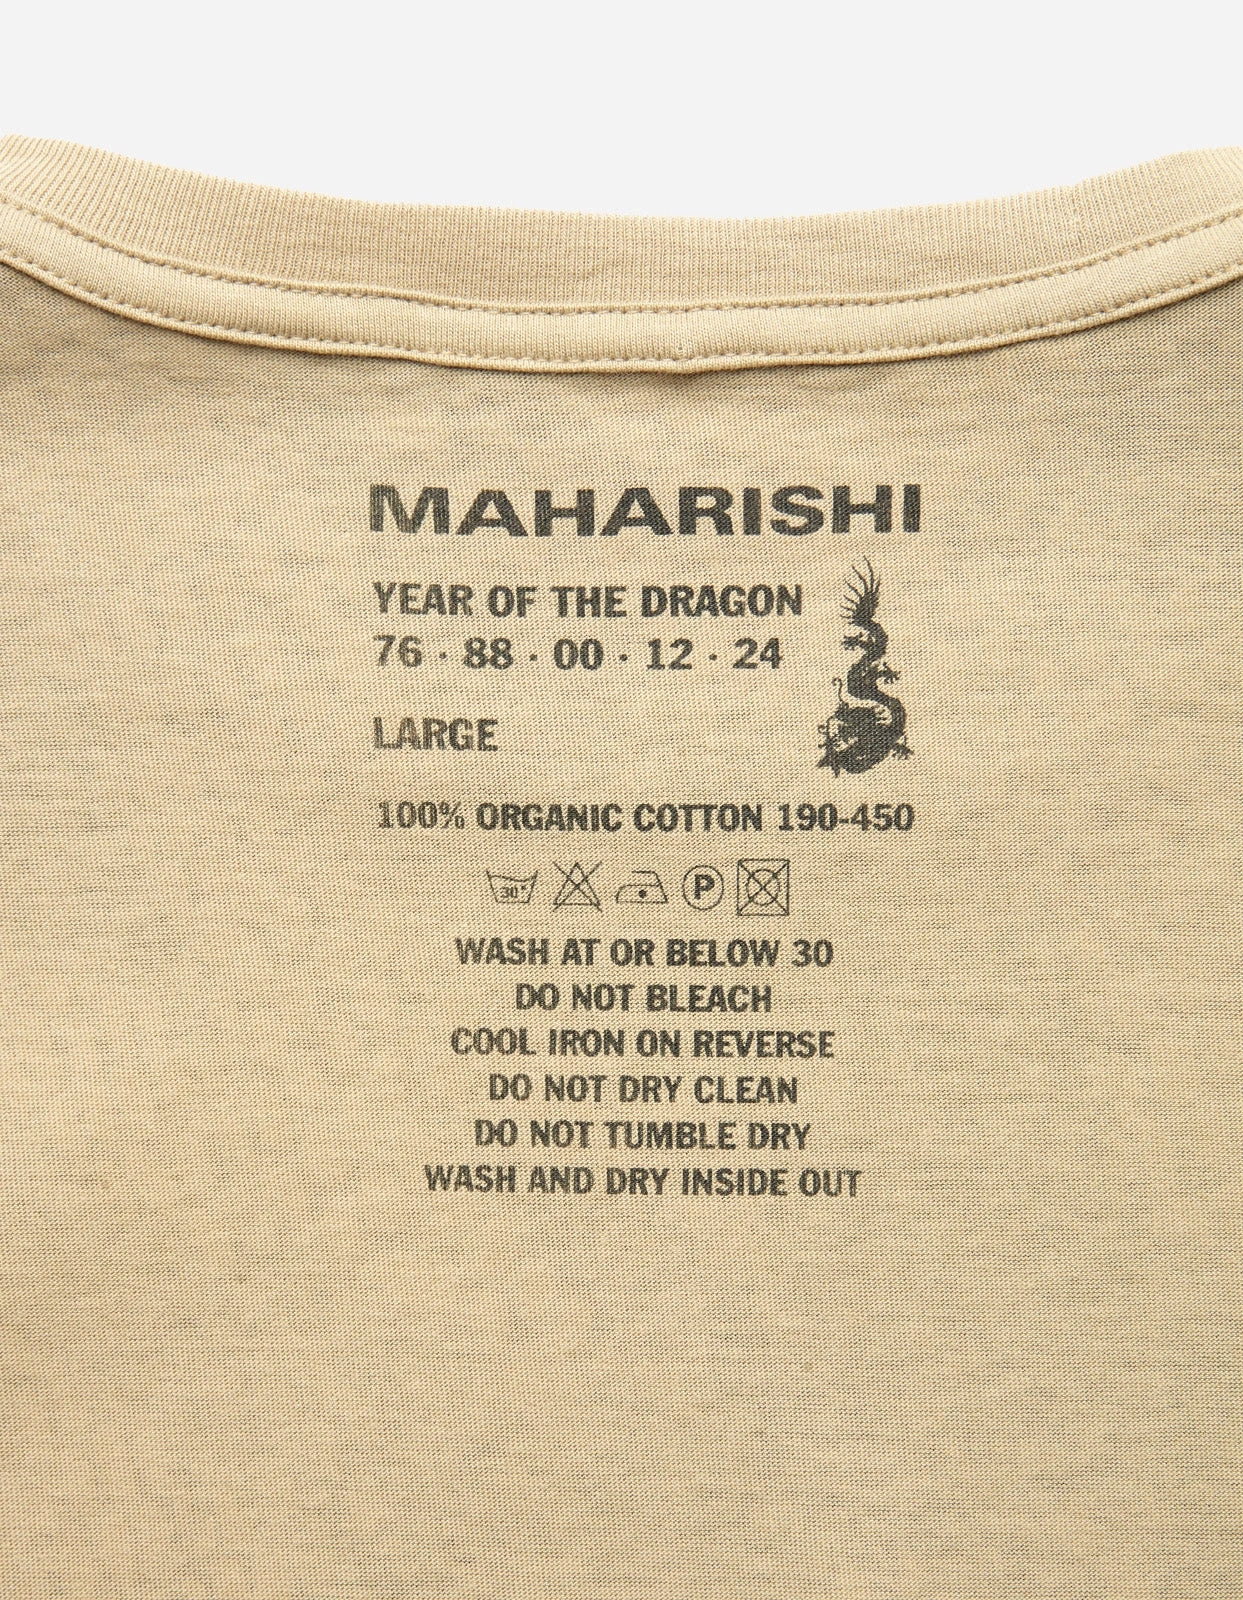 MAHARISHI
YEAR OF THE DRAGON
76 · 88 · 00 · 12 · 24
LARGE
100% ORGANIC COTTON 190-450
30° P
WASH AT OR BELOW 30
DO NOT BLEACH
COOL IRON ON REVERSE
DO NOT DRY CLEAN
DO NOT TUMBLE DRY
WASH AND DRY INSIDE OUT